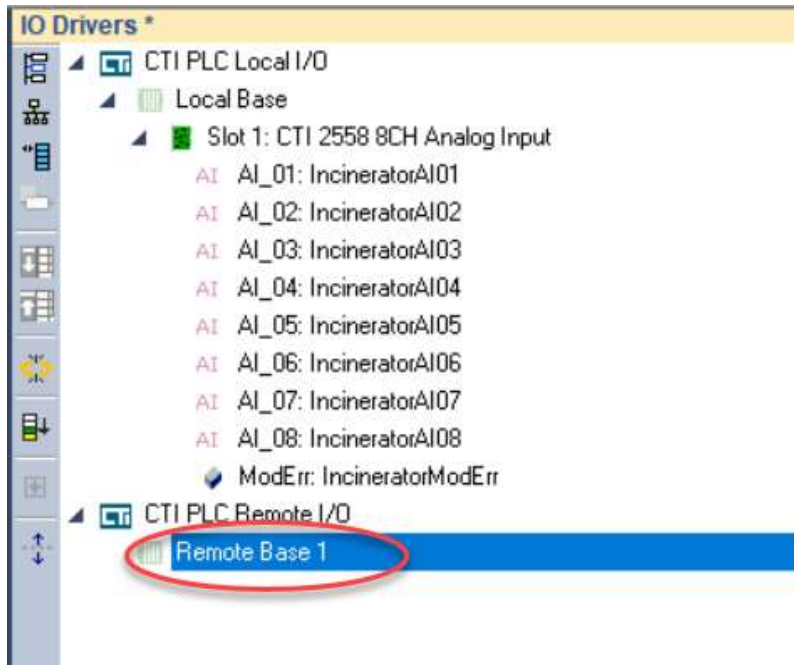 IO Drivers *
CTI PLC Local I/O
Local Base
Slot 1: CTI 2558 8CH Analog Input
AI AI_01: IncineratorAI01
AI AI_02: IncineratorAI02
AI AI_03: IncineratorAI03
AI AI_04: IncineratorAI04
AI AI_05: IncineratorAI05
AI AI_06: IncineratorAI06
AI AI_07: IncineratorAI07
AI AI_08: IncineratorAI08
ModErr: IncineratorModErr
CTI PLC Remote I/O
Remote Base 1